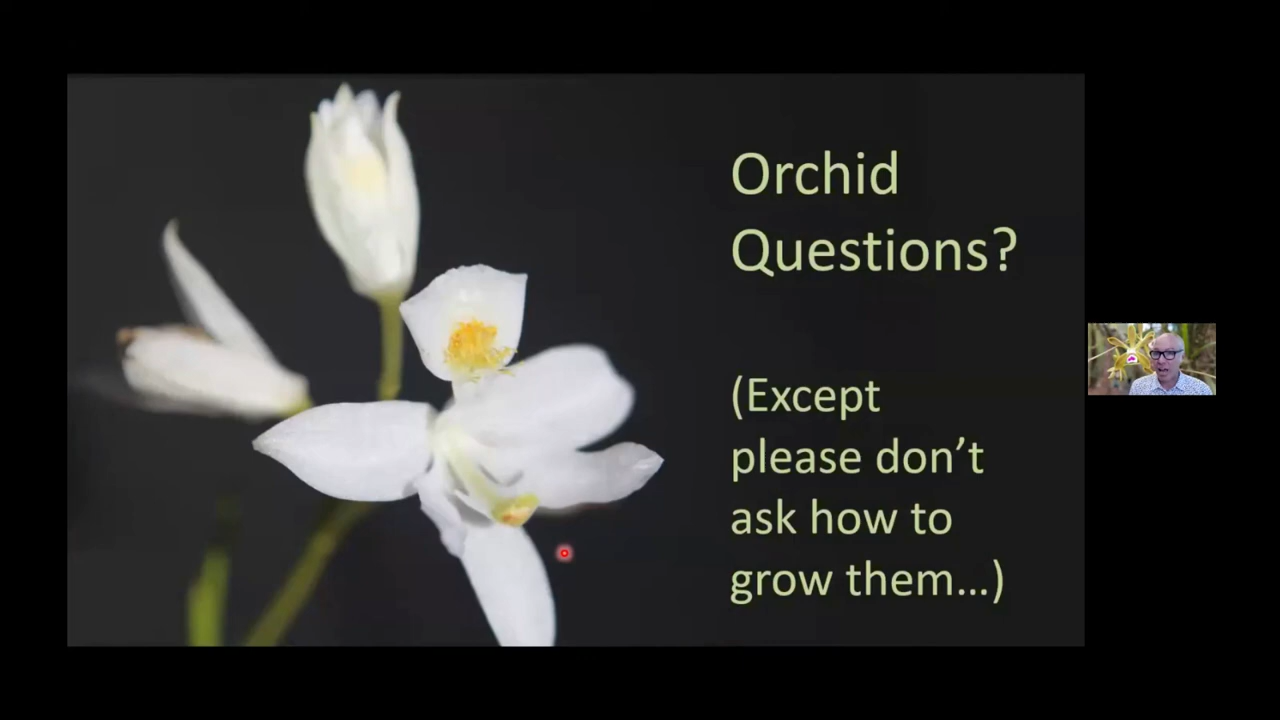 Orchid
Questions?
(Except
please don’t
ask how to
grow them…)